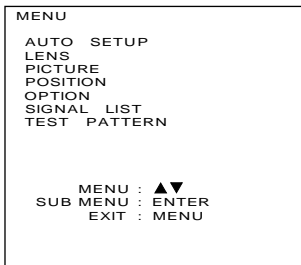 MENU
AUTO SETUP
LENS
PICTURE
POSITION
OPTION
SIGNAL LIST
TEST PATTERN
MENU : ▲▼
SUB MENU : ENTER
EXIT : MENU